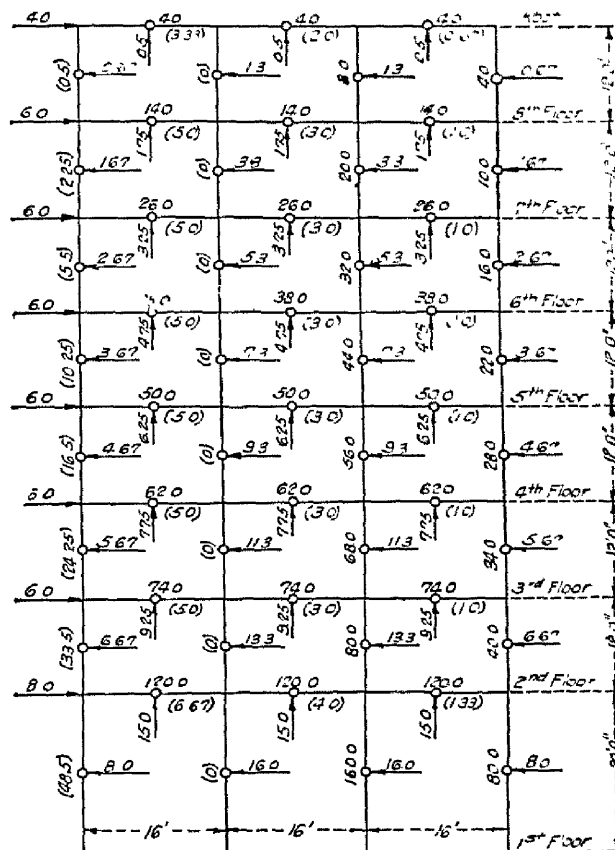 4.0 4.0 4.0 4.0
(3.33) (2.0)
0.5 0.5 0.5
(0.5) (0) 1.3 8.0 1.3 4.0 0.67
6.0 14.0 14.0 14.0 8th Floor
(5.0) (3.0)
1.75 1.75 1.75
(2.25) 1.67 (0) 3.3 20.0 3.3 10.0 1.67
6.0 26.0 26.0 26.0 7th Floor
(5.0) (3.0) (1.0)
3.25 3.25 3.25
(5.5) 2.67 (0) 5.3 32.0 5.3 16.0 2.67
6.0 38.0 38.0 6th Floor
(5.0) (3.0)
4.75 4.75 4.75
(10.25) 3.67 (0) 7.3 44.0 7.3 22.0 3.67
6.0 50.0 50.0 50.0 5th Floor
(5.0) (3.0) (1.0)
6.25 6.25 6.25
(16.5) 4.67 (0) 9.3 56.0 9.3 28.0 4.67
6.0 62.0 62.0 62.0 4th Floor
(5.0) (3.0) (1.0)
7.75 7.75 7.75
(24.25) 5.67 (0) 11.3 68.0 11.3 34.0 5.67
6.0 74.0 74.0 74.0 3rd Floor
(5.0) (3.0) (1.0)
9.25 9.25 9.25
(33.5) 6.67 (0) 13.3 80.0 13.3 40.0 6.67
8.0 120.0 120.0 120.0 2nd Floor
(6.67) (4.0) (1.33)
15.0 15.0 15.0
(48.5) 8.0 (0) 16.0 160.0 16.0 80.0 8.0
16' 16' 16'
1st Floor